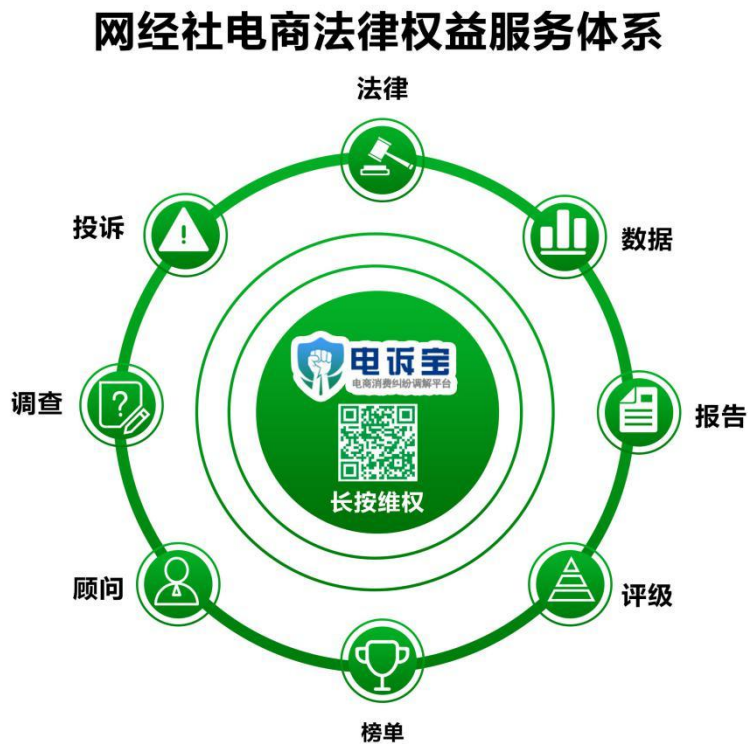 网经社电商法律权益服务体系
法律
投诉
数据
电诉宝
电商消费纠纷调解平台
调查
报告
长按维权
顾问
评级
榜单